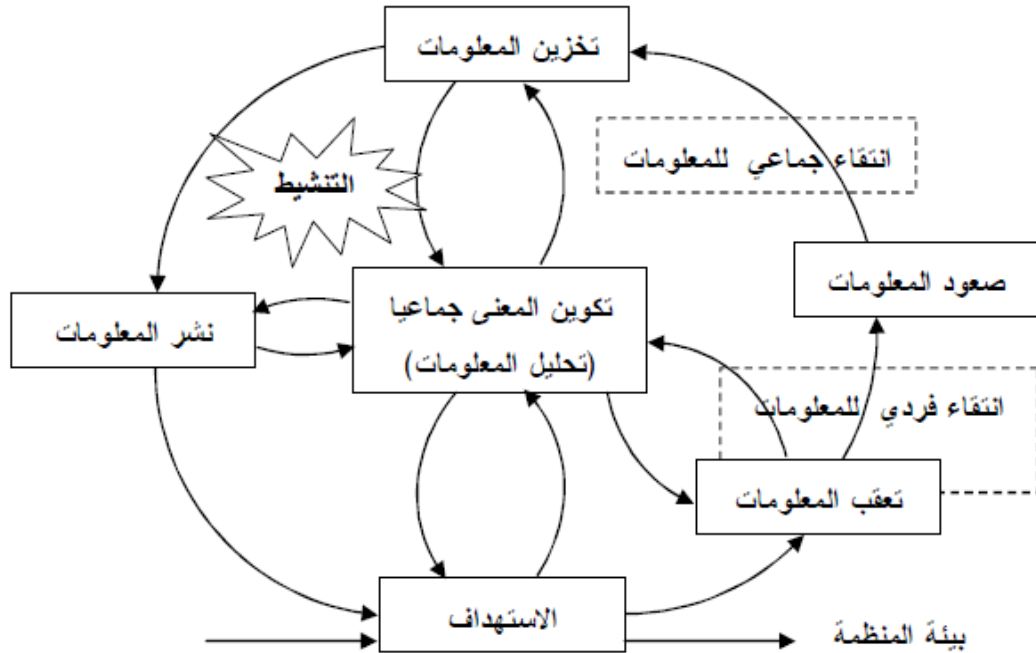 تخزين المعلومات
انتقاء جماعي للمعلومات
التنشيط
صعود المعلومات
تكوين المعنى جماعيا
(تحليل المعلومات)
نشر المعلومات
انتقاء فردي للمعلومات
تعقب المعلومات
الاستهداف
بيئة المنظمة